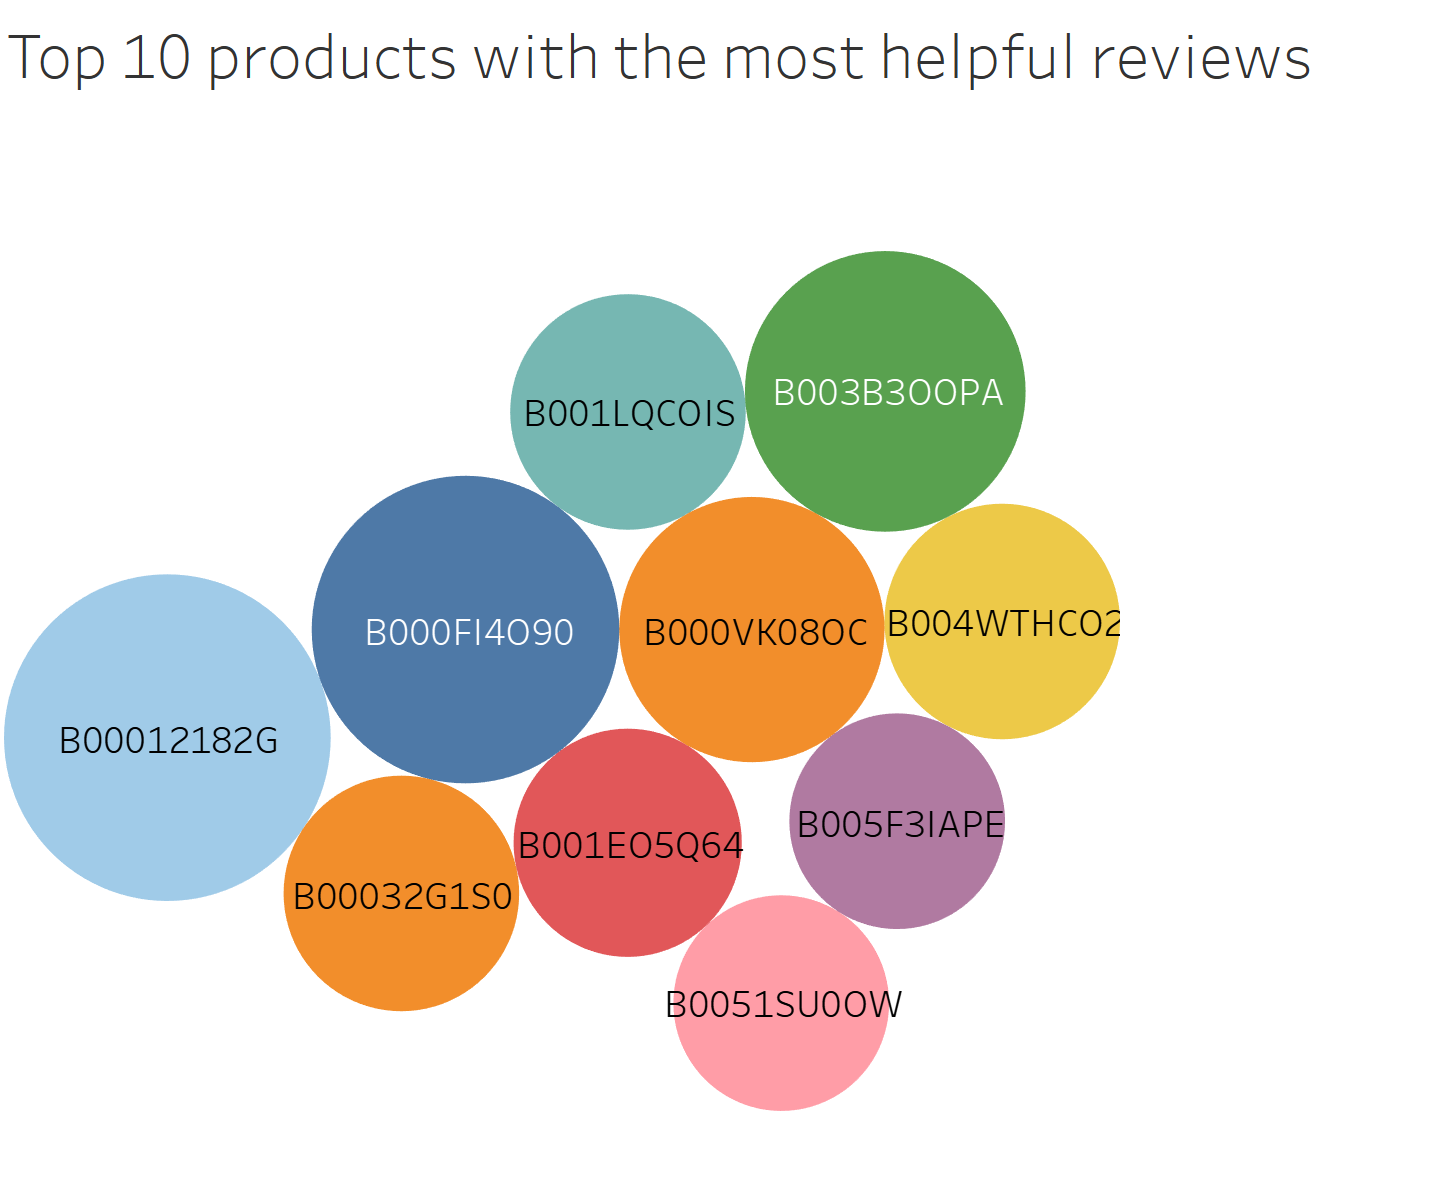 Top 10 products with the most helpful reviews
B003B3OOPA
B001LQCOIS
B004WTHCO2
B000FI4O90
B000VK08OC
B00012182G
B005F3IAPE
B001EO5Q64
B00032G1S0
B0051SU0OW